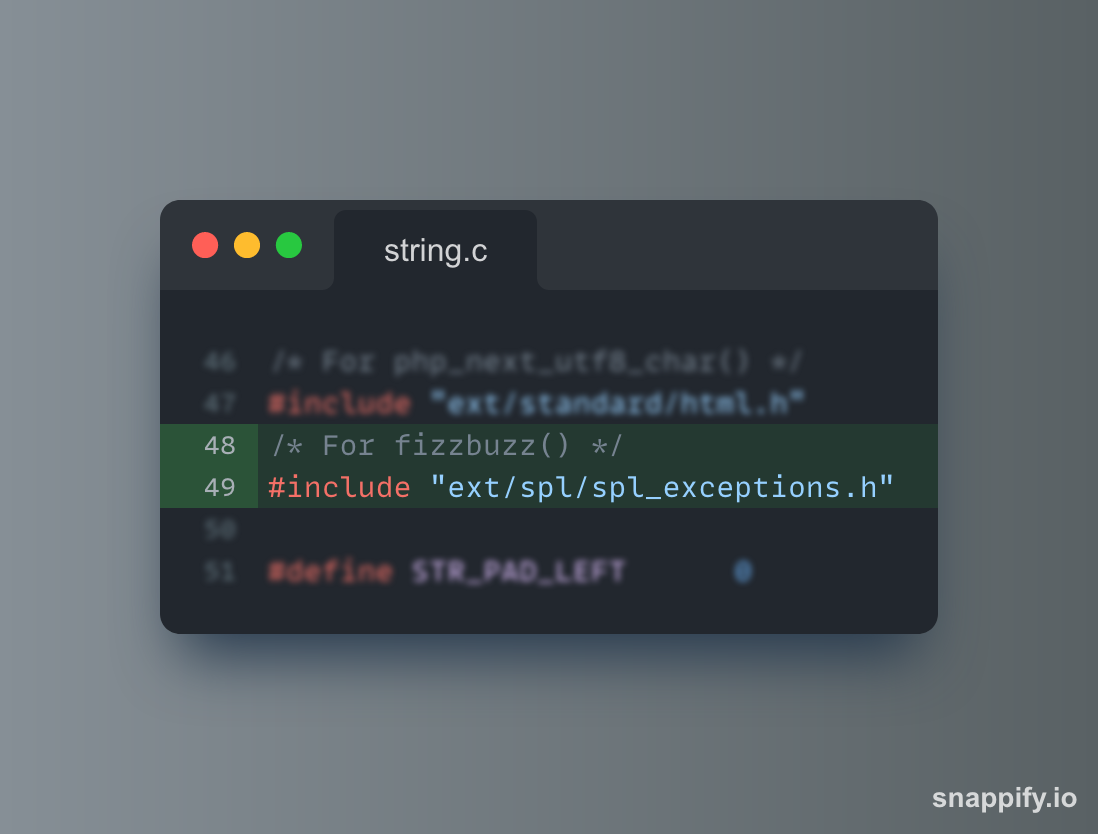 string.c
46 /* For php_next_utf8_char() */
47 #include "ext/standard/html.h"
48 /* For fizzbuzz() */
49 #include "ext/spl/spl_exceptions.h"
50
51 #define STR_PAD_LEFT 0
snappify.io